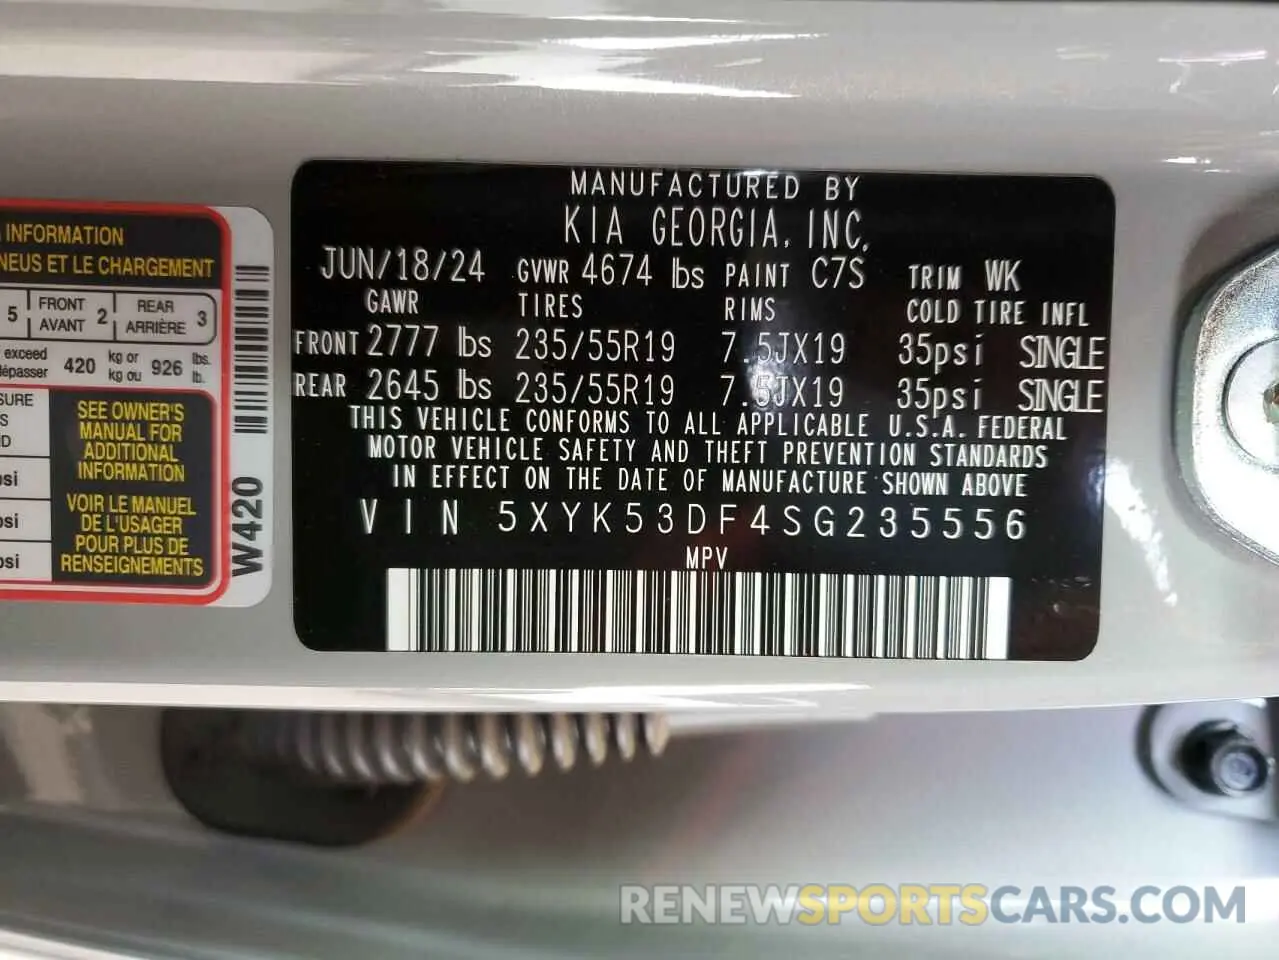 MANUFACTURED BY
KIA GEORGIA, INC.
JUN/18/24 GVWR 4674 lbs PAINT C7S TRIM WK
GAWR TIRES RIMS COLD TIRE INFL
FRONT 2777 lbs 235/55R19 7.5JX19 35psi SINGLE
REAR 2645 lbs 235/55R19 7.5JX19 35psi SINGLE
THIS VEHICLE CONFORMS TO ALL APPLICABLE U.S.A. FEDERAL
MOTOR VEHICLE SAFETY AND THEFT PREVENTION STANDARDS
IN EFFECT ON THE DATE OF MANUFACTURE SHOWN ABOVE
VIN 5XYK53DF4SG235556
MPV
INFORMATION
ET LE CHARGEMENT
5 FRONT AVANT 2 REAR ARRIÈRE 3
exceed 420 kg or 926 lbs.
kg ou lb.
SEE OWNER'S
MANUAL FOR
ADDITIONAL
INFORMATION
VOIR LE MANUEL
DE L'USAGER
POUR PLUS DE
RENSEIGNEMENTS
W420
RENEWSPORTSCARS.COM